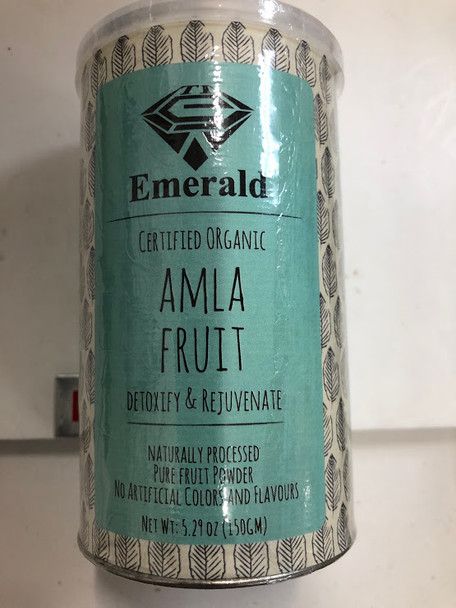 Emerald
CERTIFIED ORGANIC
AMLA
FRUIT
DETOXIFY & REJUVENATE
NATURALLY PROCESSED
PURE FRUIT POWDER
NO ARTIFICIAL COLORS AND FLAVOURS
NET WT: 5.29 OZ (150GM)